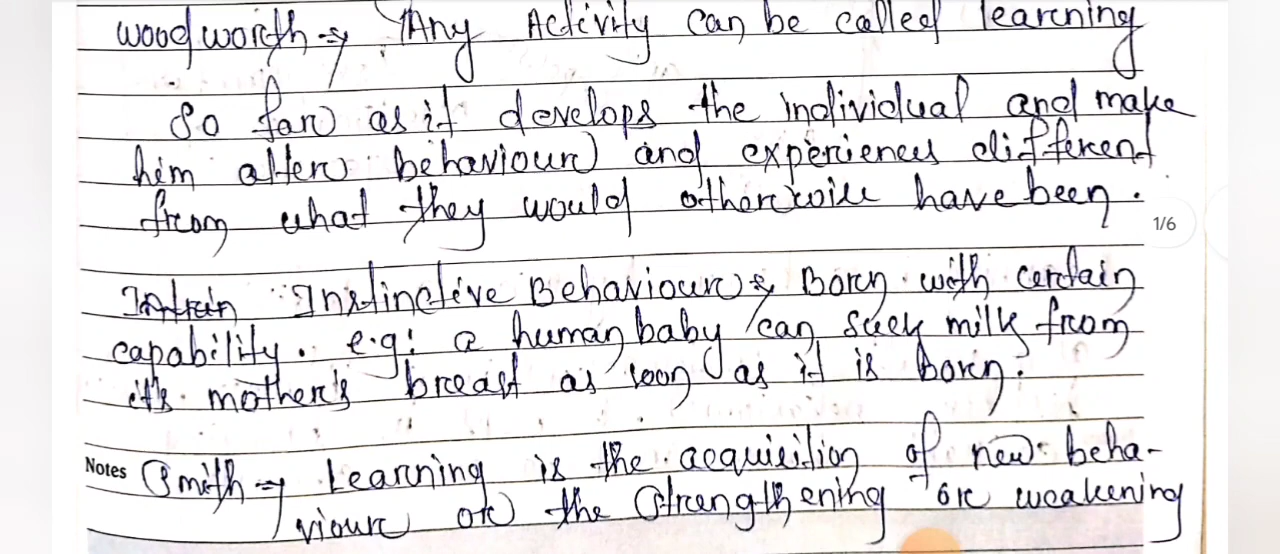 Woodworth → "Any Activity can be called learning
So far as it develops the individual and make
him alter behaviour and experiences different
from what they would otherwise have been.
1/6
Instinctive Behaviour → Born with certain
capability. e.g: a human baby can suck milk from
it's mother's breast as soon as it is born.
Notes
Smith → Learning is the acquisition of new beha-
viour or the strengthening or weakening